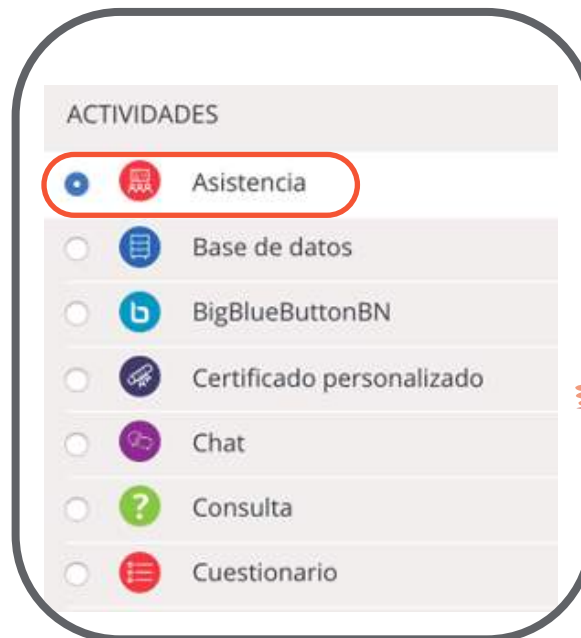 ACTIVIDADES
Asistencia
Base de datos
b BigBlueButtonBN
Certificado personalizado
Chat
? Consulta
Cuestionario